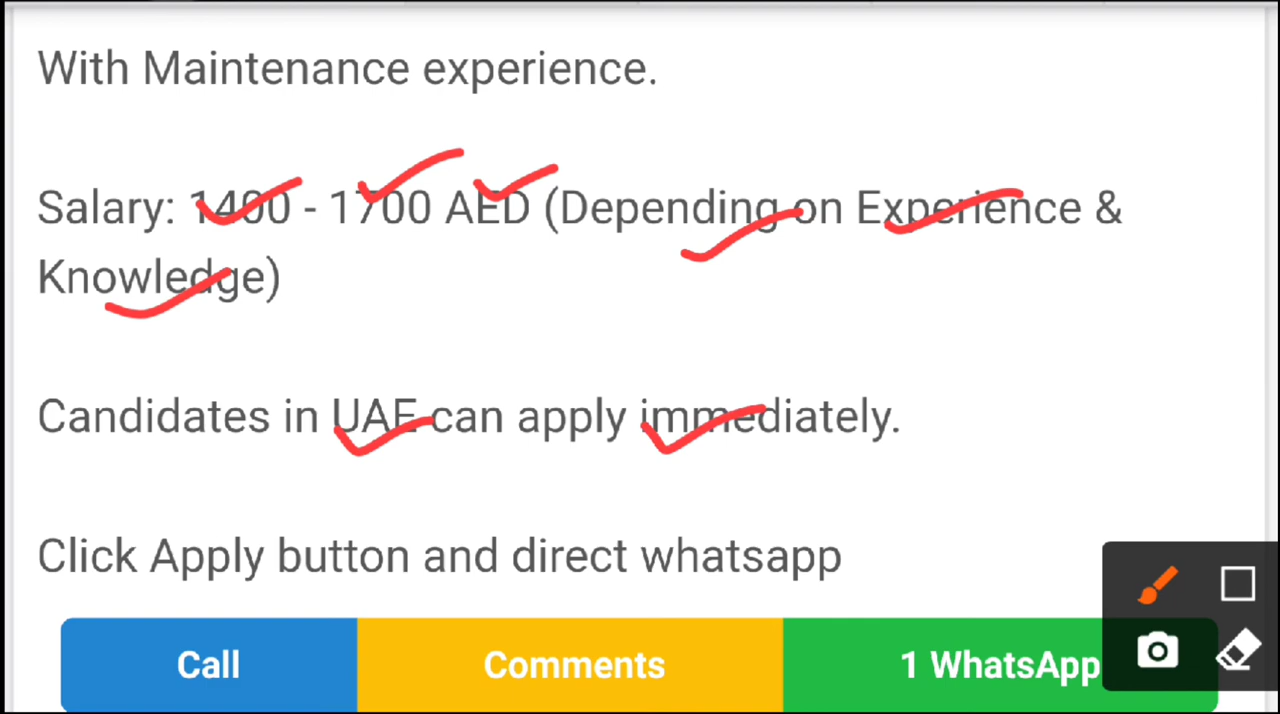 With Maintenance experience.
Salary: 1400 - 1700 AED (Depending on Experience &
Knowledge)
Candidates in UAE can apply immediately.
Click Apply button and direct whatsapp
Call
Comments
1 WhatsApp